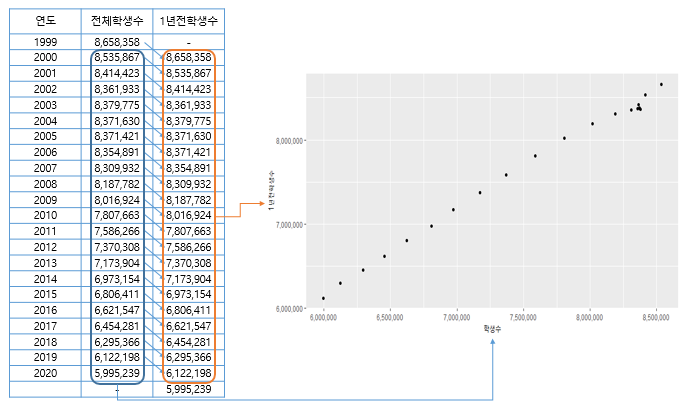 연도 전체학생수 1년전학생수
1999 8,658,358 -
2000 8,535,867 8,658,358
2001 8,414,423 8,535,867
2002 8,361,933 8,414,423
2003 8,379,775 8,361,933
2004 8,371,630 8,379,775
2005 8,371,421 8,371,630
2006 8,354,891 8,371,421
2007 8,309,932 8,354,891
2008 8,187,782 8,309,932
2009 8,016,924 8,187,782
2010 7,807,663 8,016,924
2011 7,586,266 7,807,663
2012 7,370,308 7,586,266
2013 7,173,904 7,370,308
2014 6,973,154 7,173,904
2015 6,806,411 6,973,154
2016 6,621,547 6,806,411
2017 6,454,281 6,621,547
2018 6,295,366 6,454,281
2019 6,122,198 6,295,366
2020 5,995,239 6,122,198
- 5,995,239
1년전학생수
8,000,000
7,000,000
6,000,000
6,000,000 6,500,000 7,000,000 7,500,000 8,000,000 8,500,000
학생수